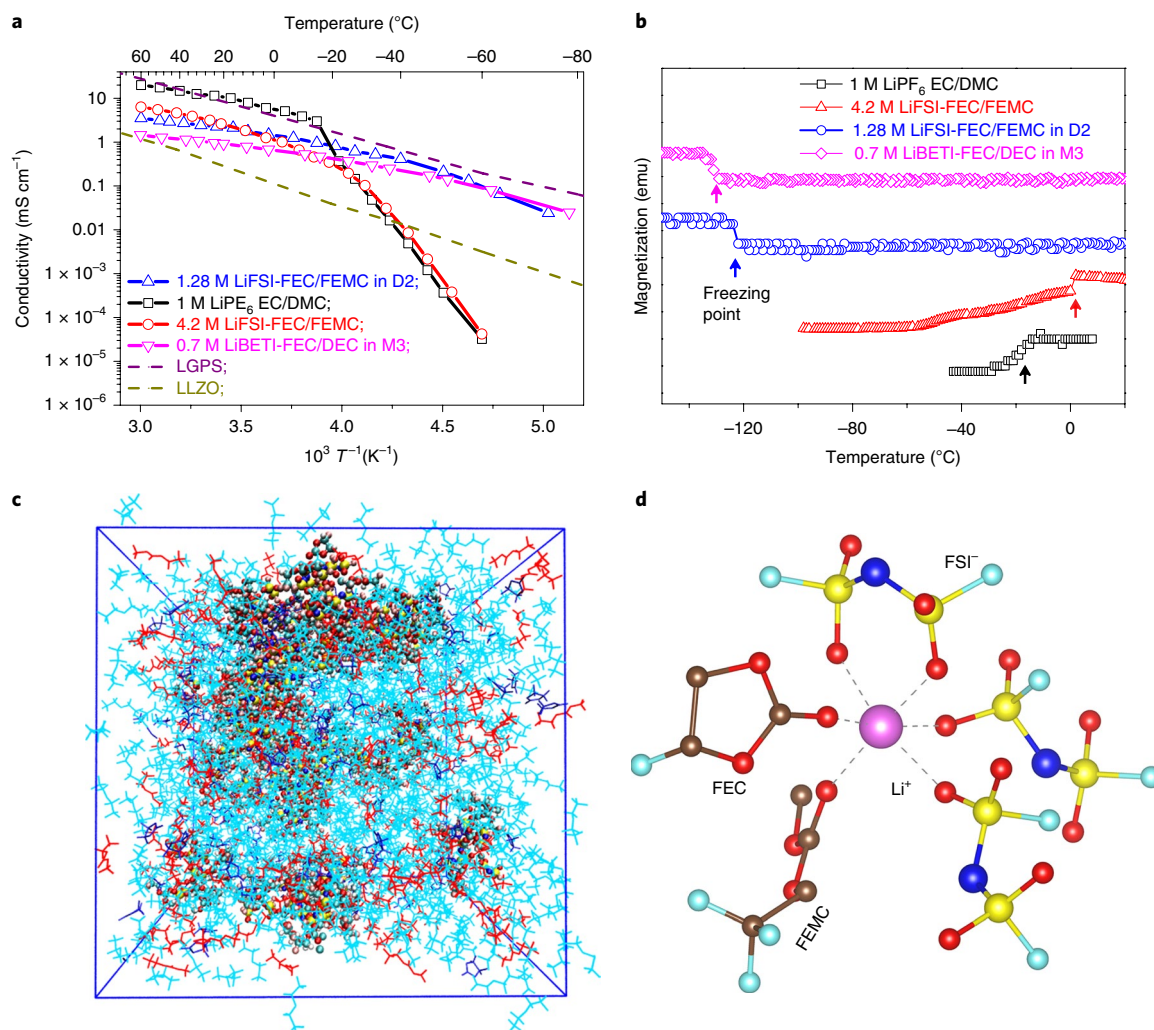 a
Temperature (°C)
60 40 20 0 −20 −40 −60 −80
Conductivity (mS cm⁻¹)
10
1
0.1
0.01
1 × 10⁻³
1 × 10⁻⁴
1 × 10⁻⁵
1 × 10⁻⁶
1.28 M LiFSI-FEC/FEMC in D2;
1 M LiPE₆ EC/DMC;
4.2 M LiFSI-FEC/FEMC;
0.7 M LiBETI-FEC/DEC in M3;
LGPS;
LLZO;
3.0 3.5 4.0 4.5 5.0
10³ T⁻¹(K⁻¹)
b
Magnetization (emu)
1 M LiPF₆ EC/DMC
4.2 M LiFSI-FEC/FEMC
1.28 M LiFSI-FEC/FEMC in D2
0.7 M LiBETI-FEC/DEC in M3
Freezing
point
−120 −80 −40 0
Temperature (°C)
c
d
FSI⁻
FEC
Li⁺
FEMC